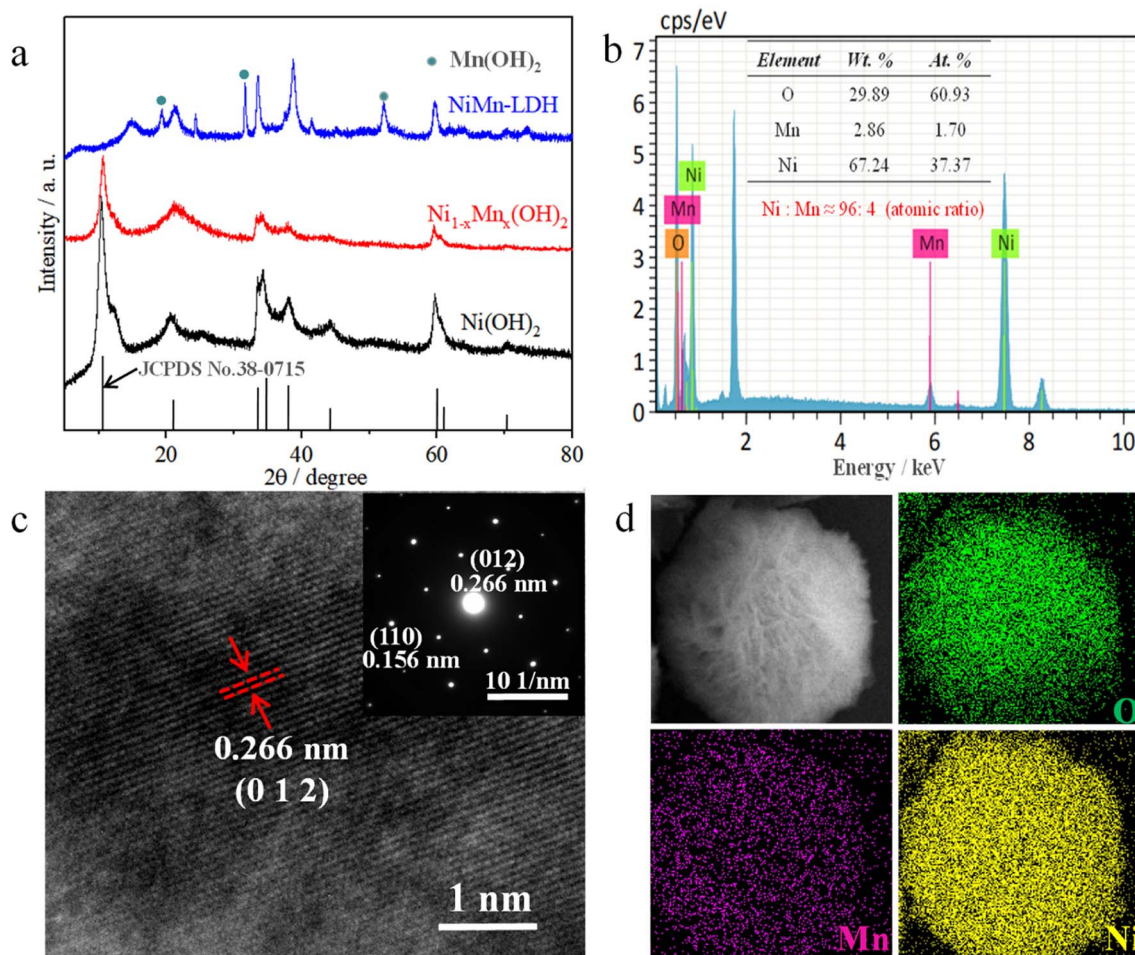 a
Intensity / a. u.
Mn(OH)₂
NiMn-LDH
Ni₁₋ₓMnₓ(OH)₂
Ni(OH)₂
JCPDS No.38-0715
10 20 30 40 50 60 70 80
2θ / degree
b
cps/eV
7
6
5
4
3
2
1
0
Element Wt. % At. %
O 29.89 60.93
Mn 2.86 1.70
Ni 67.24 37.37
Ni : Mn ≈ 96: 4 (atomic ratio)
Ni
Mn
O
Mn
Ni
2 4 6 8 10
Energy / keV
c
(012)
0.266 nm
(110)
0.156 nm
10 1/nm
0.266 nm
(0 1 2)
1 nm
d
O
Mn
Ni